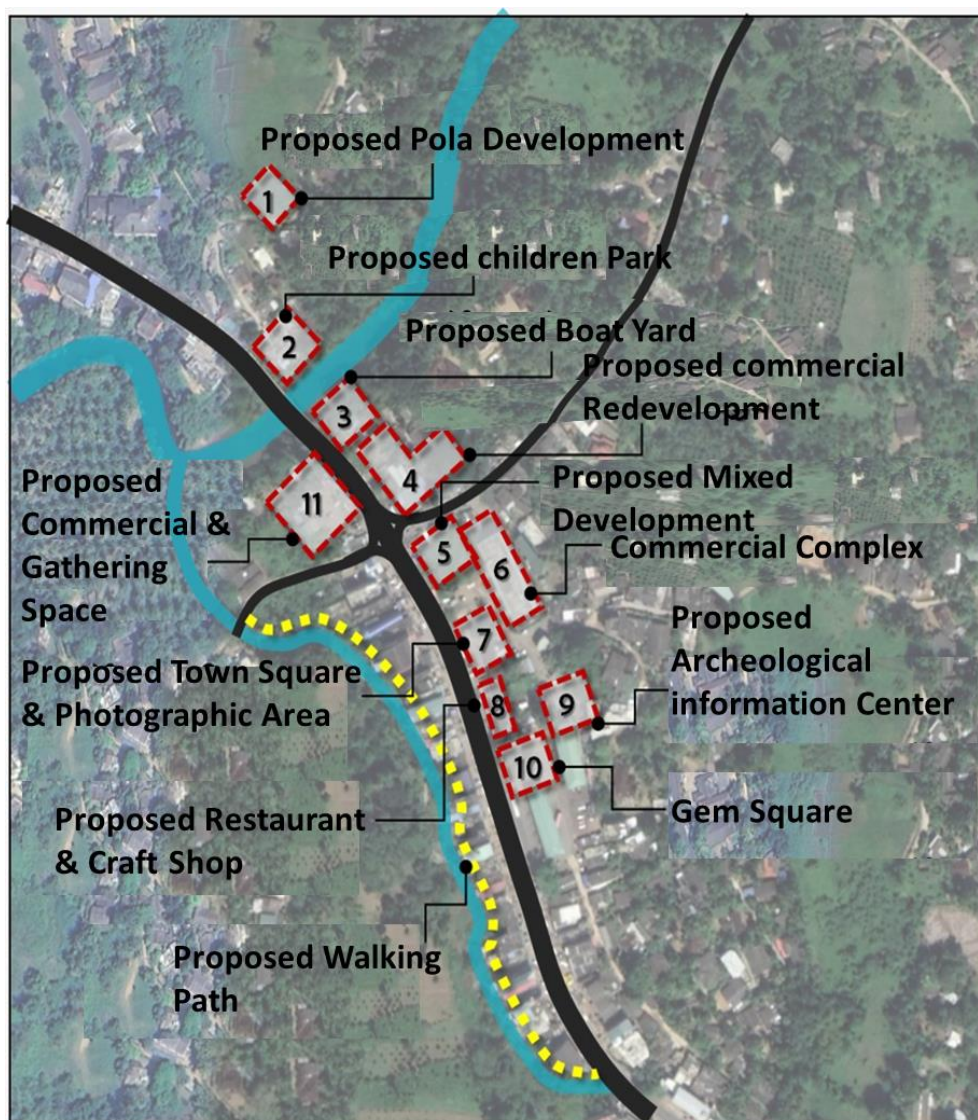 Proposed Pola Development
1
Proposed children Park
2
Proposed Boat Yard
3
Proposed commercial
Redevelopment
4
Proposed
Commercial &
Gathering
Space
11
Proposed Mixed
Development
5
Commercial Complex
6
Proposed Town Square
& Photographic Area
7
Proposed
Archeological
information Center
9
8
Proposed Restaurant
& Craft Shop
10
Gem Square
Proposed Walking
Path